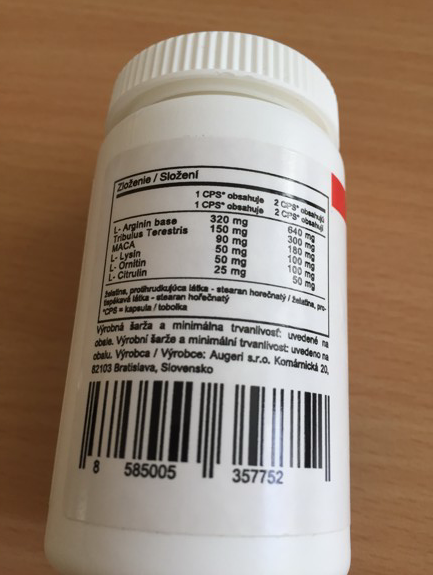 Zloženie / Složení
1 CPS* obsahuje 2 CPS* obsahujú
1 CPS* obsahuje 2 CPS* obsahují
L- Arginin base 320 mg 640 mg
Tribulus Terestris 150 mg 300 mg
MACA 90 mg 180 mg
L- Lysin 50 mg 100 mg
L- Ornitin 50 mg 100 mg
L- Citrulin 25 mg 50 mg
želatína, protihrudkujúca látka - stearan horečnatý / želatina, pro-
tispékavá látka - stearan hořečnatý
*CPS = kapsula / tobolka
Výrobná šarža a minimálna trvanlivosť: uvedené na
obale. Výrobní šarže a minimální trvanlivost: uvedeno na
obalu. Výrobca / Výrobce: Augeri s.r.o. Komárnická 20,
82103 Bratislava, Slovensko
8 585005 357752